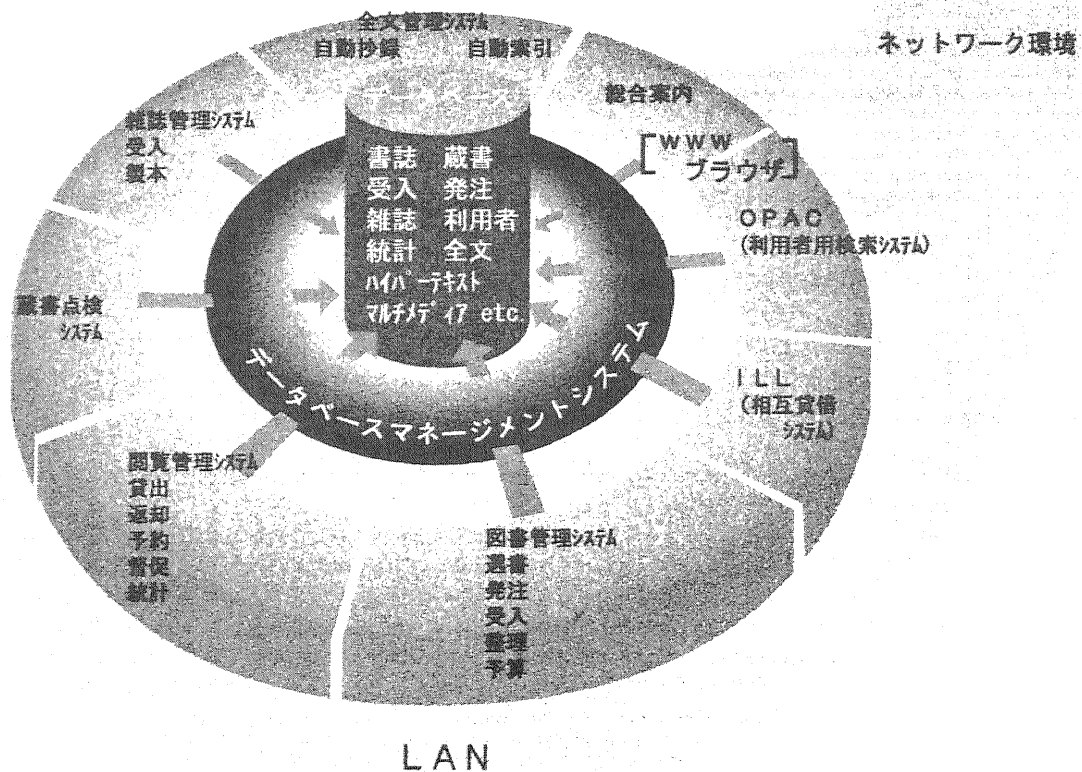 全文管理システム
自動抄録 自動索引
ネットワーク環境
総合案内
[WWW
ブラウザ]
OPAC
(利用者用検索システム)
ILL
(相互貸借
システム)
図書管理システム
選書
発注
受入
整理
予算
閲覧管理システム
貸出
返却
予約
督促
統計
蔵書点検
システム
雑誌管理システム
受入
製本
データベース
書誌 蔵書
受入 発注
雑誌 利用者
統計 全文
ハイパーテキスト
マルチメディア etc.
データベースマネージメントシステム
LAN